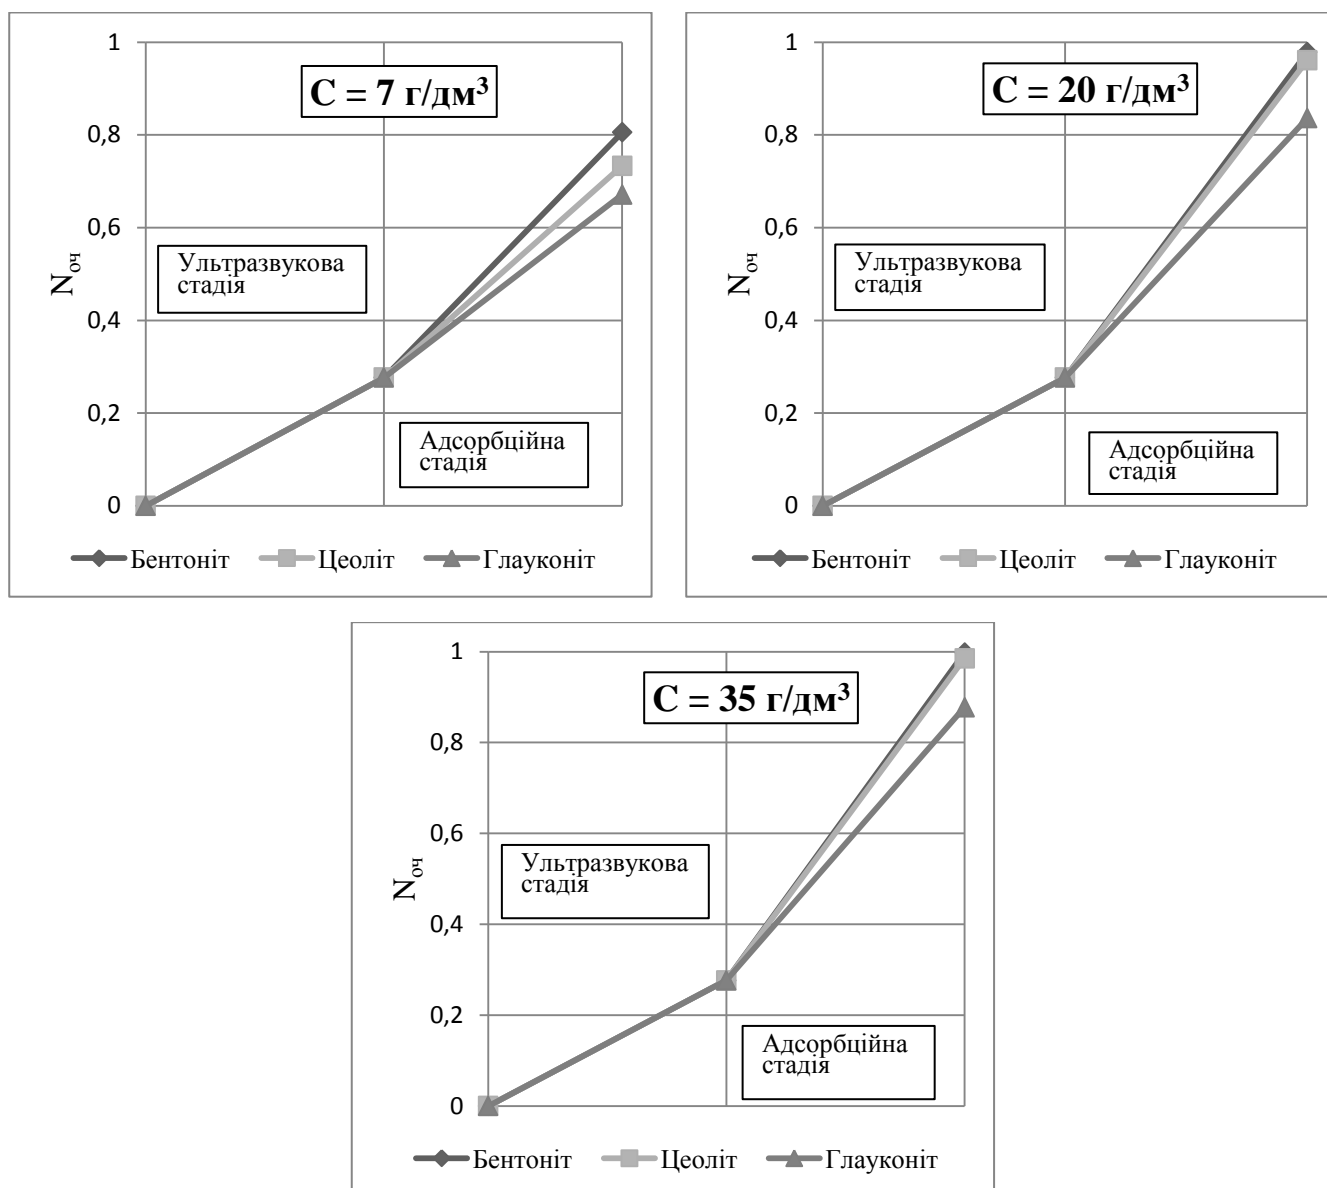 C = 7 г/дм³
1
0,8
0,6
0,4
0,2
0
Nоч
Ультразвукова
стадія
Адсорбційна
стадія
Бентоніт Цеоліт Глауконіт
C = 20 г/дм³
1
0,8
0,6
0,4
0,2
0
Nоч
Ультразвукова
стадія
Адсорбційна
стадія
Бентоніт Цеоліт Глауконіт
C = 35 г/дм³
1
0,8
0,6
0,4
0,2
0
Nоч
Ультразвукова
стадія
Адсорбційна
стадія
Бентоніт Цеоліт Глауконіт